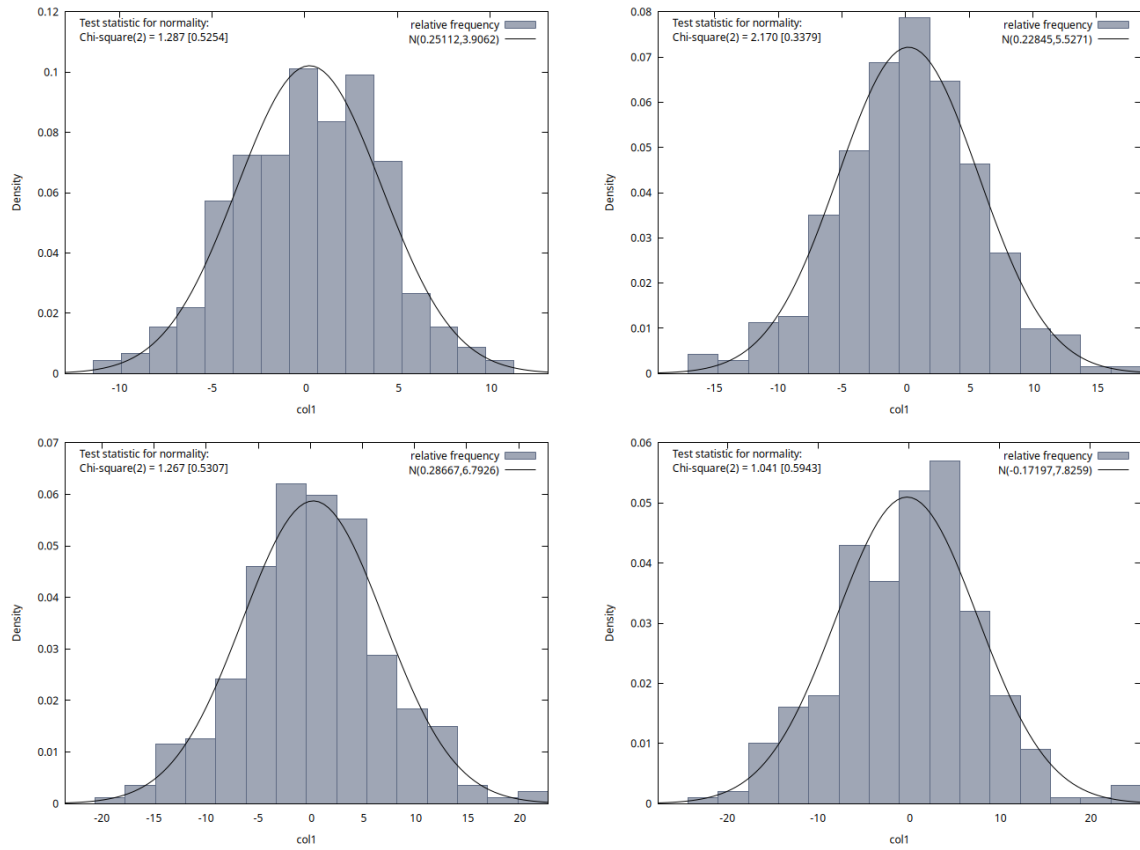 Test statistic for normality:
Chi-square(2) = 1.287 [0.5254]
relative frequency
N(0.25112,3.9062)
0.12
0.1
0.08
0.06
0.04
0.02
0
Density
-10
-5
0
5
10
col1
Test statistic for normality:
Chi-square(2) = 2.170 [0.3379]
relative frequency
N(0.22845,5.5271)
0.08
0.07
0.06
0.05
0.04
0.03
0.02
0.01
0
Density
-15
-10
-5
0
5
10
15
col1
Test statistic for normality:
Chi-square(2) = 1.267 [0.5307]
relative frequency
N(0.28667,6.7926)
0.07
0.06
0.05
0.04
0.03
0.02
0.01
0
Density
-20
-15
-10
-5
0
5
10
15
20
col1
Test statistic for normality:
Chi-square(2) = 1.041 [0.5943]
relative frequency
N(-0.17197,7.8259)
0.06
0.05
0.04
0.03
0.02
0.01
0
Density
-20
-10
0
10
20
col1